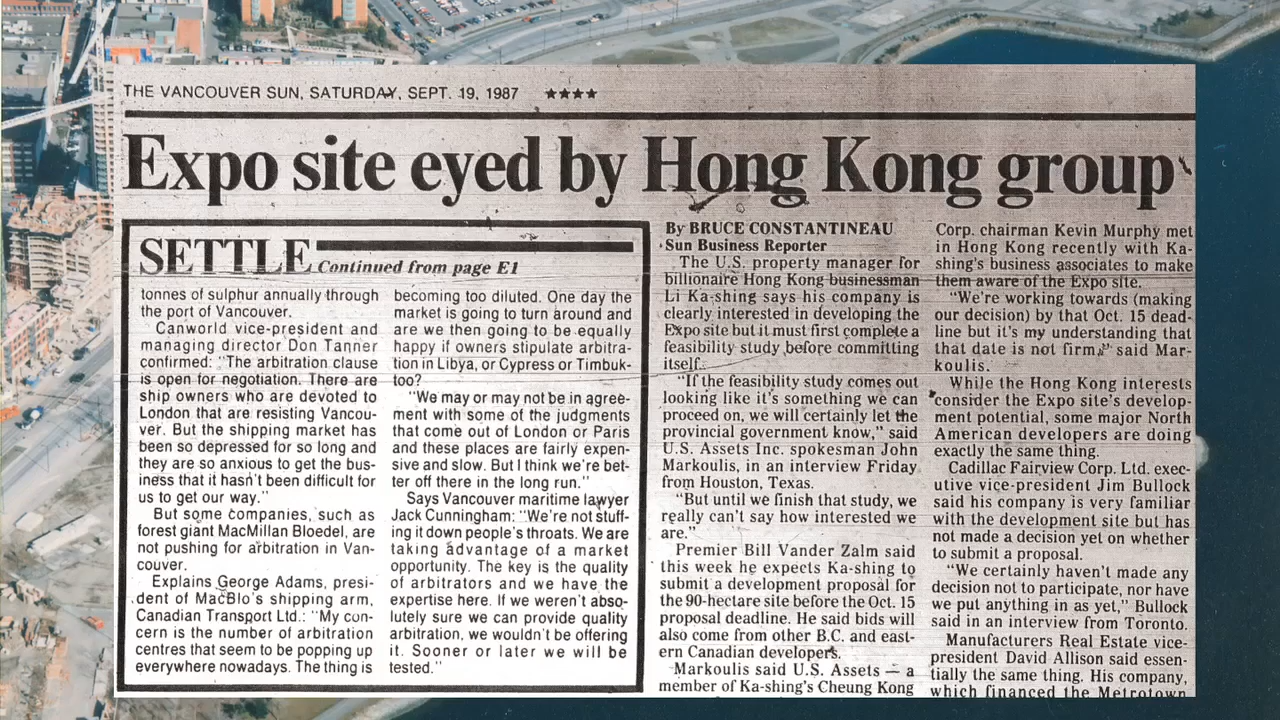 THE VANCOUVER SUN, SATURDAY, SEPT. 19, 1987 ★★★★
Expo site eyed by Hong Kong group
SETTLE Continued from page E1
tonnes of sulphur annually through
the port of Vancouver.
Canworld vice-president and
managing director Don Tanner
confirmed: "The arbitration clause
is open for negotiation. There are
ship owners who are devoted to
London that are resisting Vancou-
ver. But the shipping market has
been so depressed for so long and
they are so anxious to get the bus-
iness that it hasn't been difficult for
us to get our way."
But some companies, such as
forest giant MacMillan Bloedel, are
not pushing for arbitration in Van-
couver.
Explains George Adams, presi-
dent of MacBlo's shipping arm,
Canadian Transport Ltd.: "My con-
cern is the number of arbitration
centres that seem to be popping up
everywhere nowadays. The thing is
becoming too diluted. One day the
market is going to turn around and
are we then going to be equally
happy if owners stipulate arbitra-
tion in Libya, or Cypress or Timbuk-
too?
"We may or may not be in agree-
ment with some of the judgments
that come out of London or Paris
and these places are fairly expen-
sive and slow. But I think we're bet-
ter off there in the long run."
Says Vancouver maritime lawyer
Jack Cunningham: "We're not stuff-
ing it down people's throats. We are
taking advantage of a market
opportunity. The key is the quality
of arbitrators and we have the
expertise here. If we weren't abso-
lutely sure we can provide quality
arbitration, we wouldn't be offering
it. Sooner or later we will be
tested."
By BRUCE CONSTANTINEAU
Sun Business Reporter
The U.S. property manager for
billionaire Hong Kong businessman
Li Ka-shing says his company is
clearly interested in developing the
Expo site but it must first complete a
feasibility study before committing
itself.
"If the feasibility study comes out
looking like it's something we can
proceed on, we will certainly let the
provincial government know," said
U.S. Assets Inc. spokesman John
Markoulis, in an interview Friday
from Houston, Texas.
"But until we finish that study, we
really can't say how interested we
are."
Premier Bill Vander Zalm said
this week he expects Ka-shing to
submit a development proposal for
the 90-hectare site before the Oct. 15
proposal deadline. He said bids will
also come from other B.C. and east-
ern Canadian developers.
Markoulis said U.S. Assets — a
member of Ka-shing's Cheung Kong
Corp. chairman Kevin Murphy met
in Hong Kong recently with Ka-
shing's business associates to make
them aware of the Expo site.
"We're working towards (making
our decision) by that Oct. 15 dead-
line but it's my understanding that
that date is not firm," said Mar-
koulis.
While the Hong Kong interests
consider the Expo site's develop-
ment potential, some major North
American developers are doing
exactly the same thing.
Cadillac Fairview Corp. Ltd. exec-
utive vice-president Jim Bullock
said his company is very familiar
with the development site but has
not made a decision yet on whether
to submit a proposal.
"We certainly haven't made any
decision not to participate, nor have
we put anything in as yet," Bullock
said in an interview from Toronto.
Manufacturers Real Estate vice-
president David Allison said essen-
tially the same thing. His company,
which financed the Metrotown